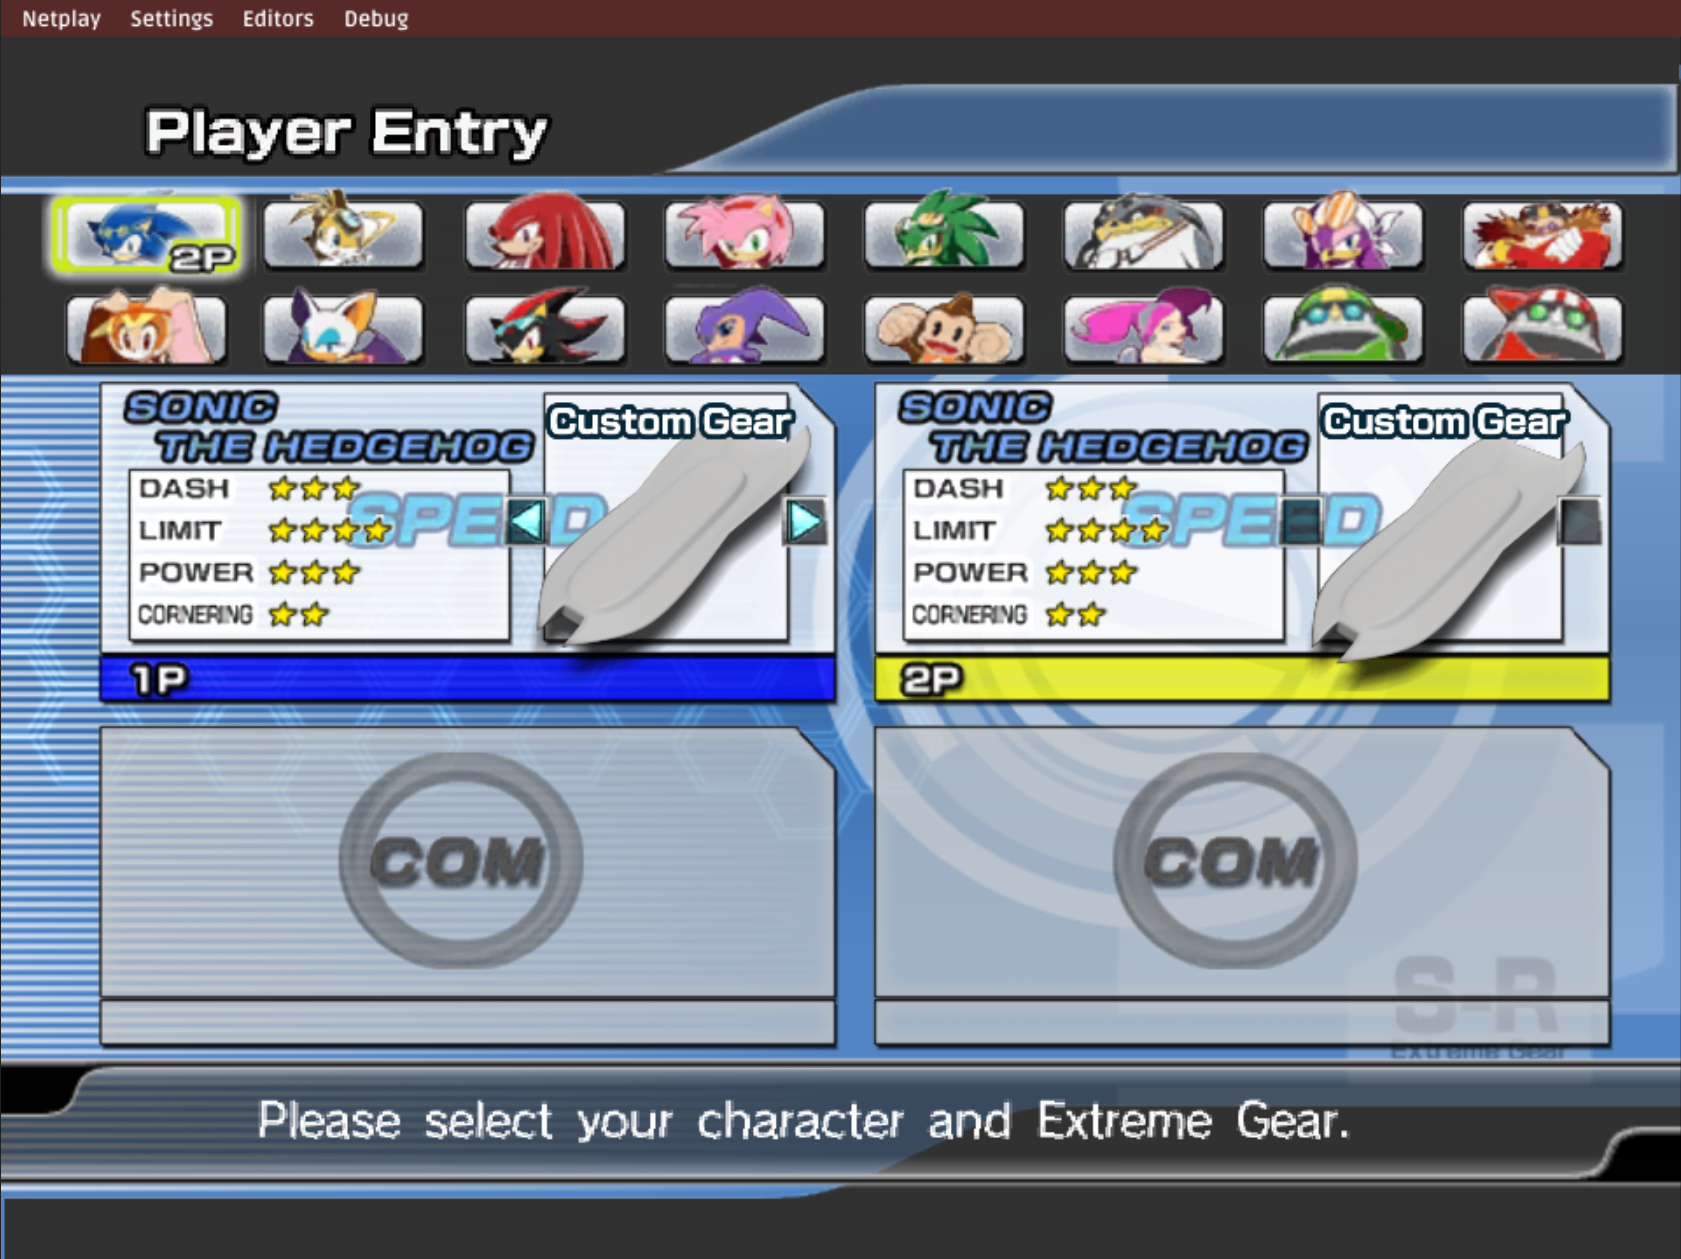 Netplay Settings Editors Debug
Player Entry
2P
SONIC
THE HEDGEHOG
Custom Gear
DASH
LIMIT
POWER
CORNERING
SPEED
1P
SONIC
THE HEDGEHOG
Custom Gear
DASH
LIMIT
POWER
CORNERING
SPEED
2P
COM
COM
S-R
Extreme Gear
Please select your character and Extreme Gear.